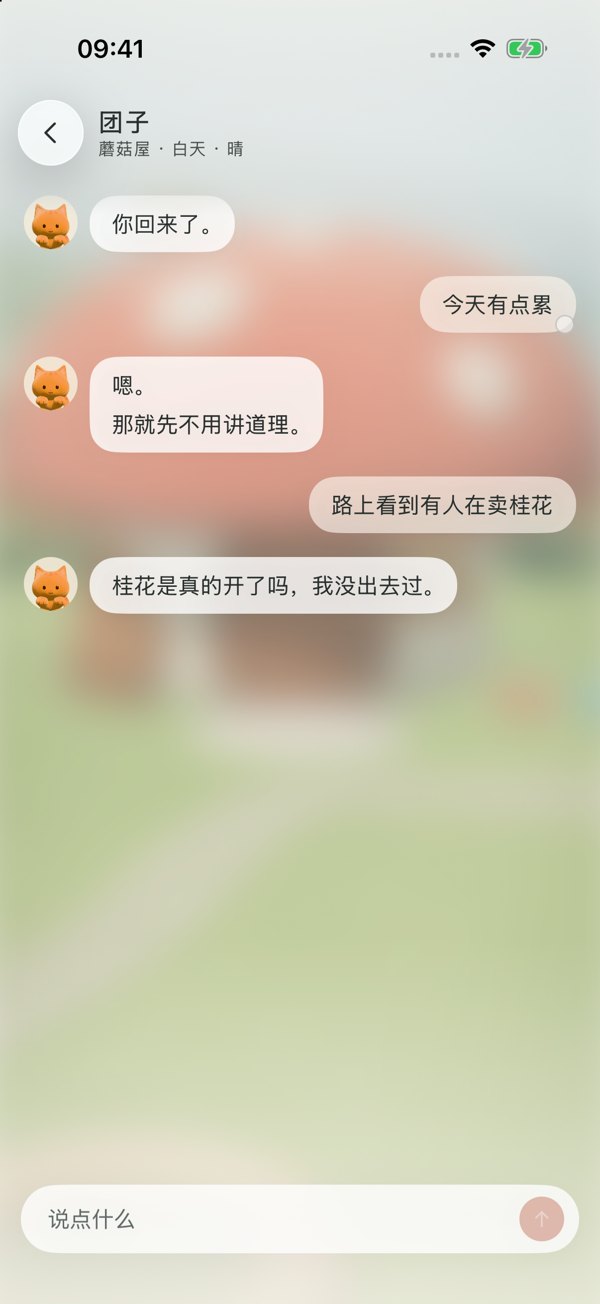 09:41
团子
蘑菇屋 · 白天 · 晴
你回来了。
今天有点累
嗯。
那就先不用讲道理。
路上看到有人在卖桂花
桂花是真的开了吗，我没出去过。
说点什么